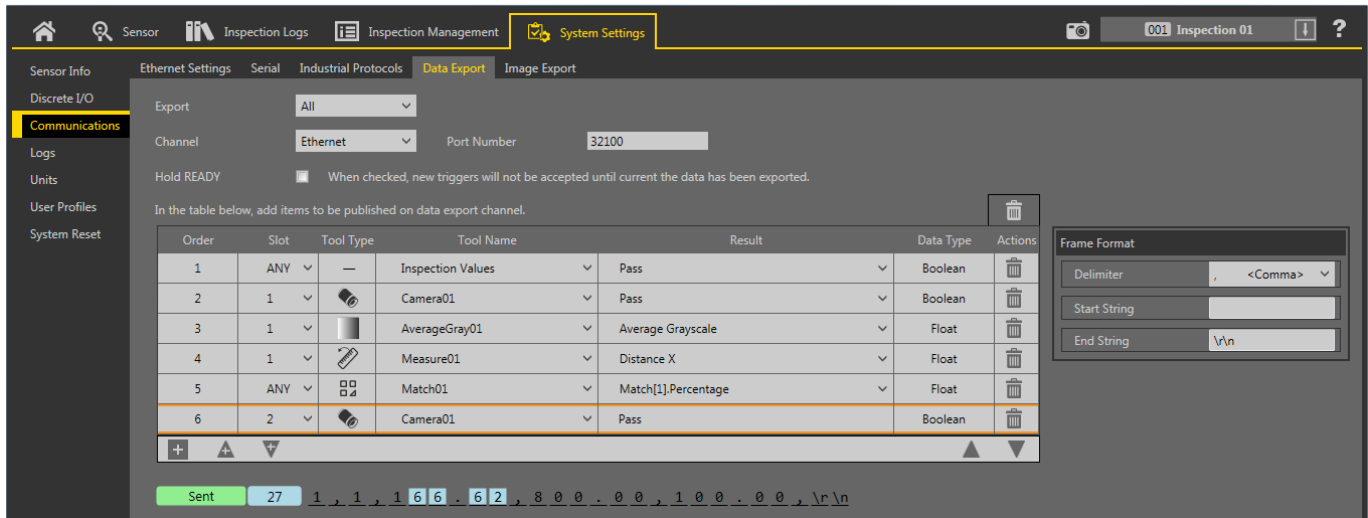 Sensor Inspection Logs Inspection Management System Settings 001 Inspection 01 ?
Sensor Info
Discrete I/O
Communications
Logs
Units
User Profiles
System Reset
Ethernet Settings Serial Industrial Protocols Data Export Image Export
Export All
Channel Ethernet Port Number 32100
Hold READY When checked, new triggers will not be accepted until current the data has been exported.
In the table below, add items to be published on data export channel.
Order Slot Tool Type Tool Name Result Data Type Actions
1 ANY — Inspection Values Pass Boolean
2 1 Camera01 Pass Boolean
3 1 AverageGray01 Average Grayscale Float
4 1 Measure01 Distance X Float
5 ANY Match01 Match[1].Percentage Float
6 2 Camera01 Pass Boolean
Frame Format
Delimiter , <Comma>
Start String
End String \r\n
Sent 27 1,1,166.62,800.00,100.00,\r\n